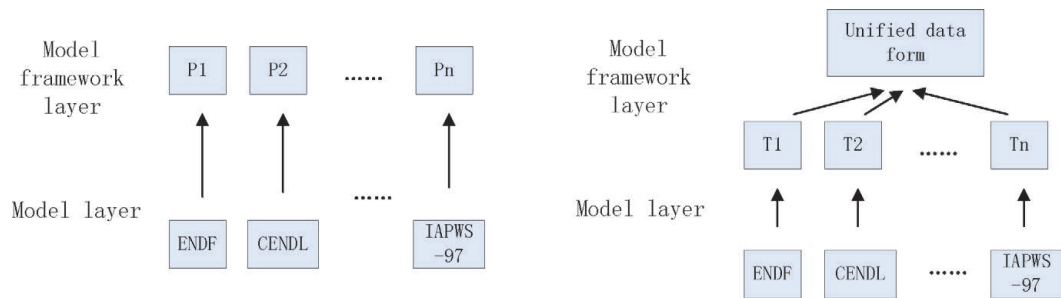 Model
framework
layer
P1
P2
......
Pn
Model layer
......
ENDF
CENDL
IAPWS
-97
Model
framework
layer
Unified data
form
T1
T2
......
Tn
Model layer
ENDF
CENDL
......
IAPWS
-97